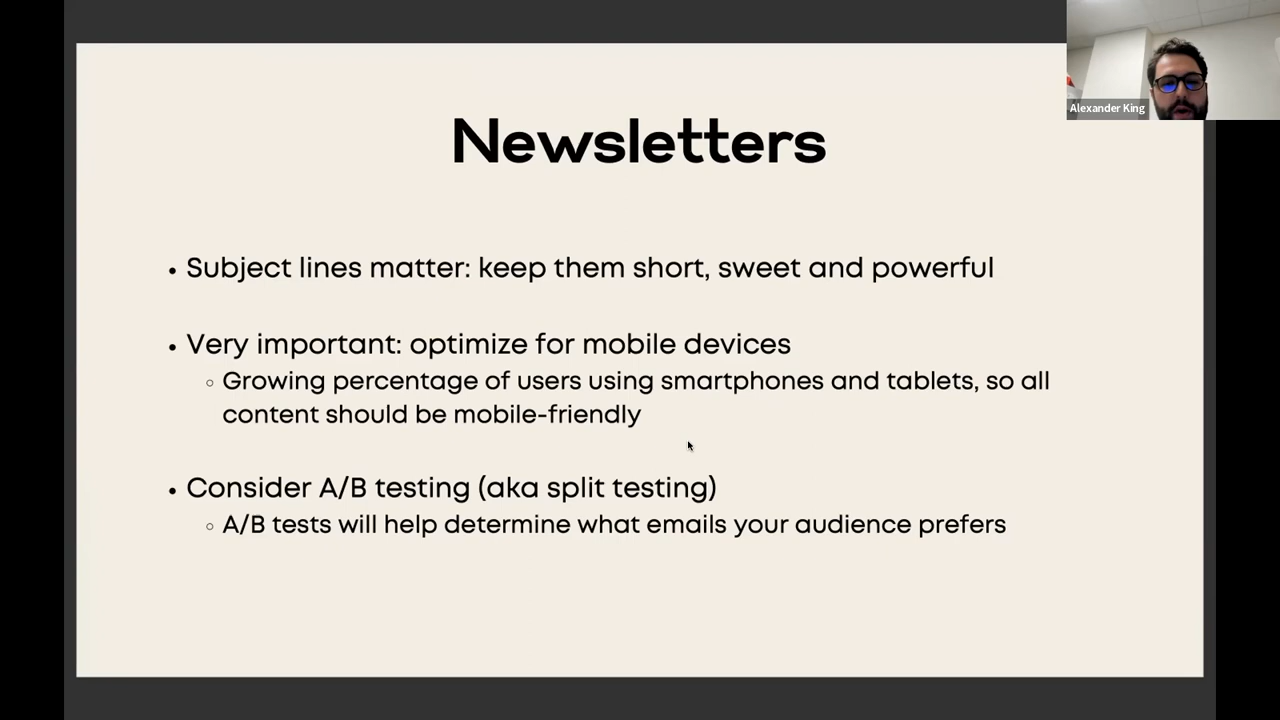 Newsletters
Alexander King
• Subject lines matter: keep them short, sweet and powerful
• Very important: optimize for mobile devices
◦ Growing percentage of users using smartphones and tablets, so all
content should be mobile-friendly
• Consider A/B testing (aka split testing)
◦ A/B tests will help determine what emails your audience prefers